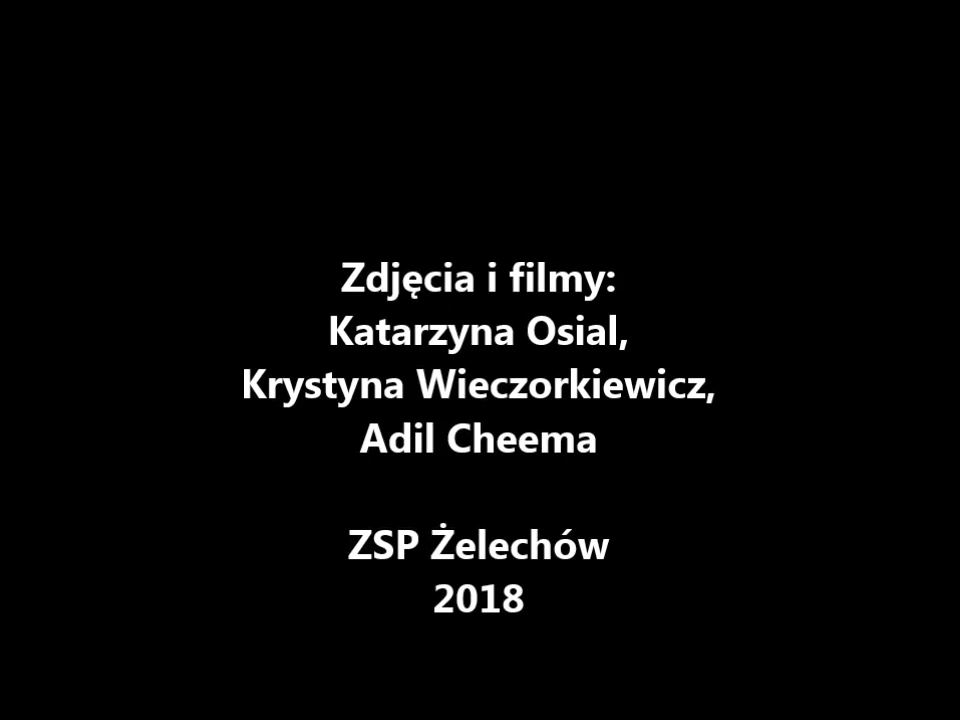 Zdjęcia i filmy:
Katarzyna Osial,
Krystyna Wieczorkiewicz,
Adil Cheema
ZSP Żelechów
2018